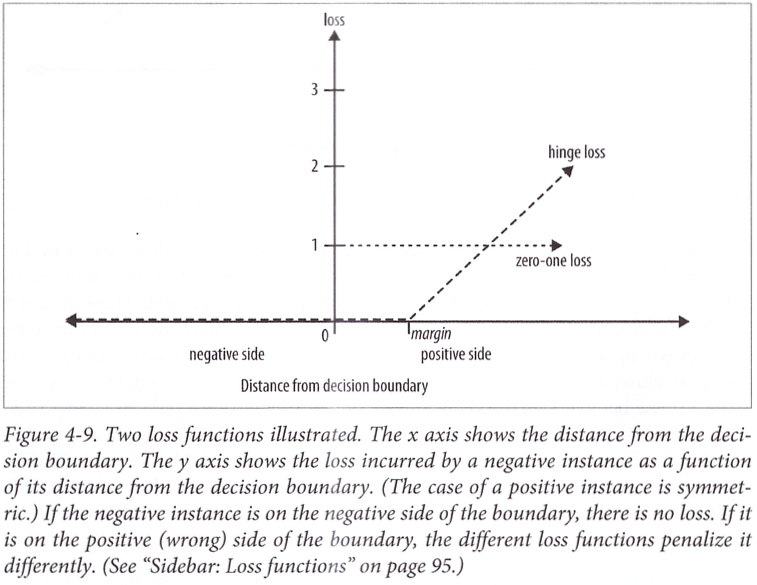 loss
3
2
hinge loss
1
zero-one loss
0
margin
negative side
positive side
Distance from decision boundary
Figure 4-9. Two loss functions illustrated. The x axis shows the distance from the deci-
sion boundary. The y axis shows the loss incurred by a negative instance as a function
of its distance from the decision boundary. (The case of a positive instance is symmet-
ric.) If the negative instance is on the negative side of the boundary, there is no loss. If it
is on the positive (wrong) side of the boundary, the different loss functions penalize it
differently. (See “Sidebar: Loss functions” on page 95.)